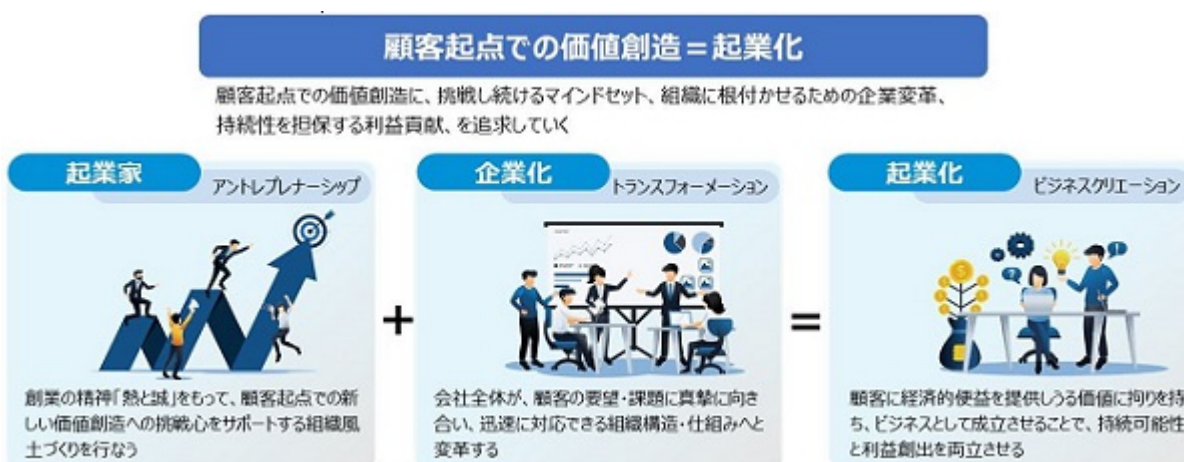 顧客起点での価値創造＝起業化
顧客起点での価値創造に、挑戦し続けるマインドセット、組織に根付かせるための企業変革、
持続性を担保する利益貢献、を追求していく
起業家
アントレプレナーシップ
創業の精神「熱と誠」をもって、顧客起点での新
しい価値創造への挑戦心をサポートする組織風
土づくりを行なう
+
企業化
トランスフォーメーション
会社全体が、顧客の要望・課題に真摯に向き
合い、迅速に対応できる組織構造・仕組みへと
変革する
=
起業化
ビジネスクリエーション
顧客に経済的便益を提供しうる価値に拘りを持
ち、ビジネスとして成立させることで、持続可能性
と利益創出を両立させる